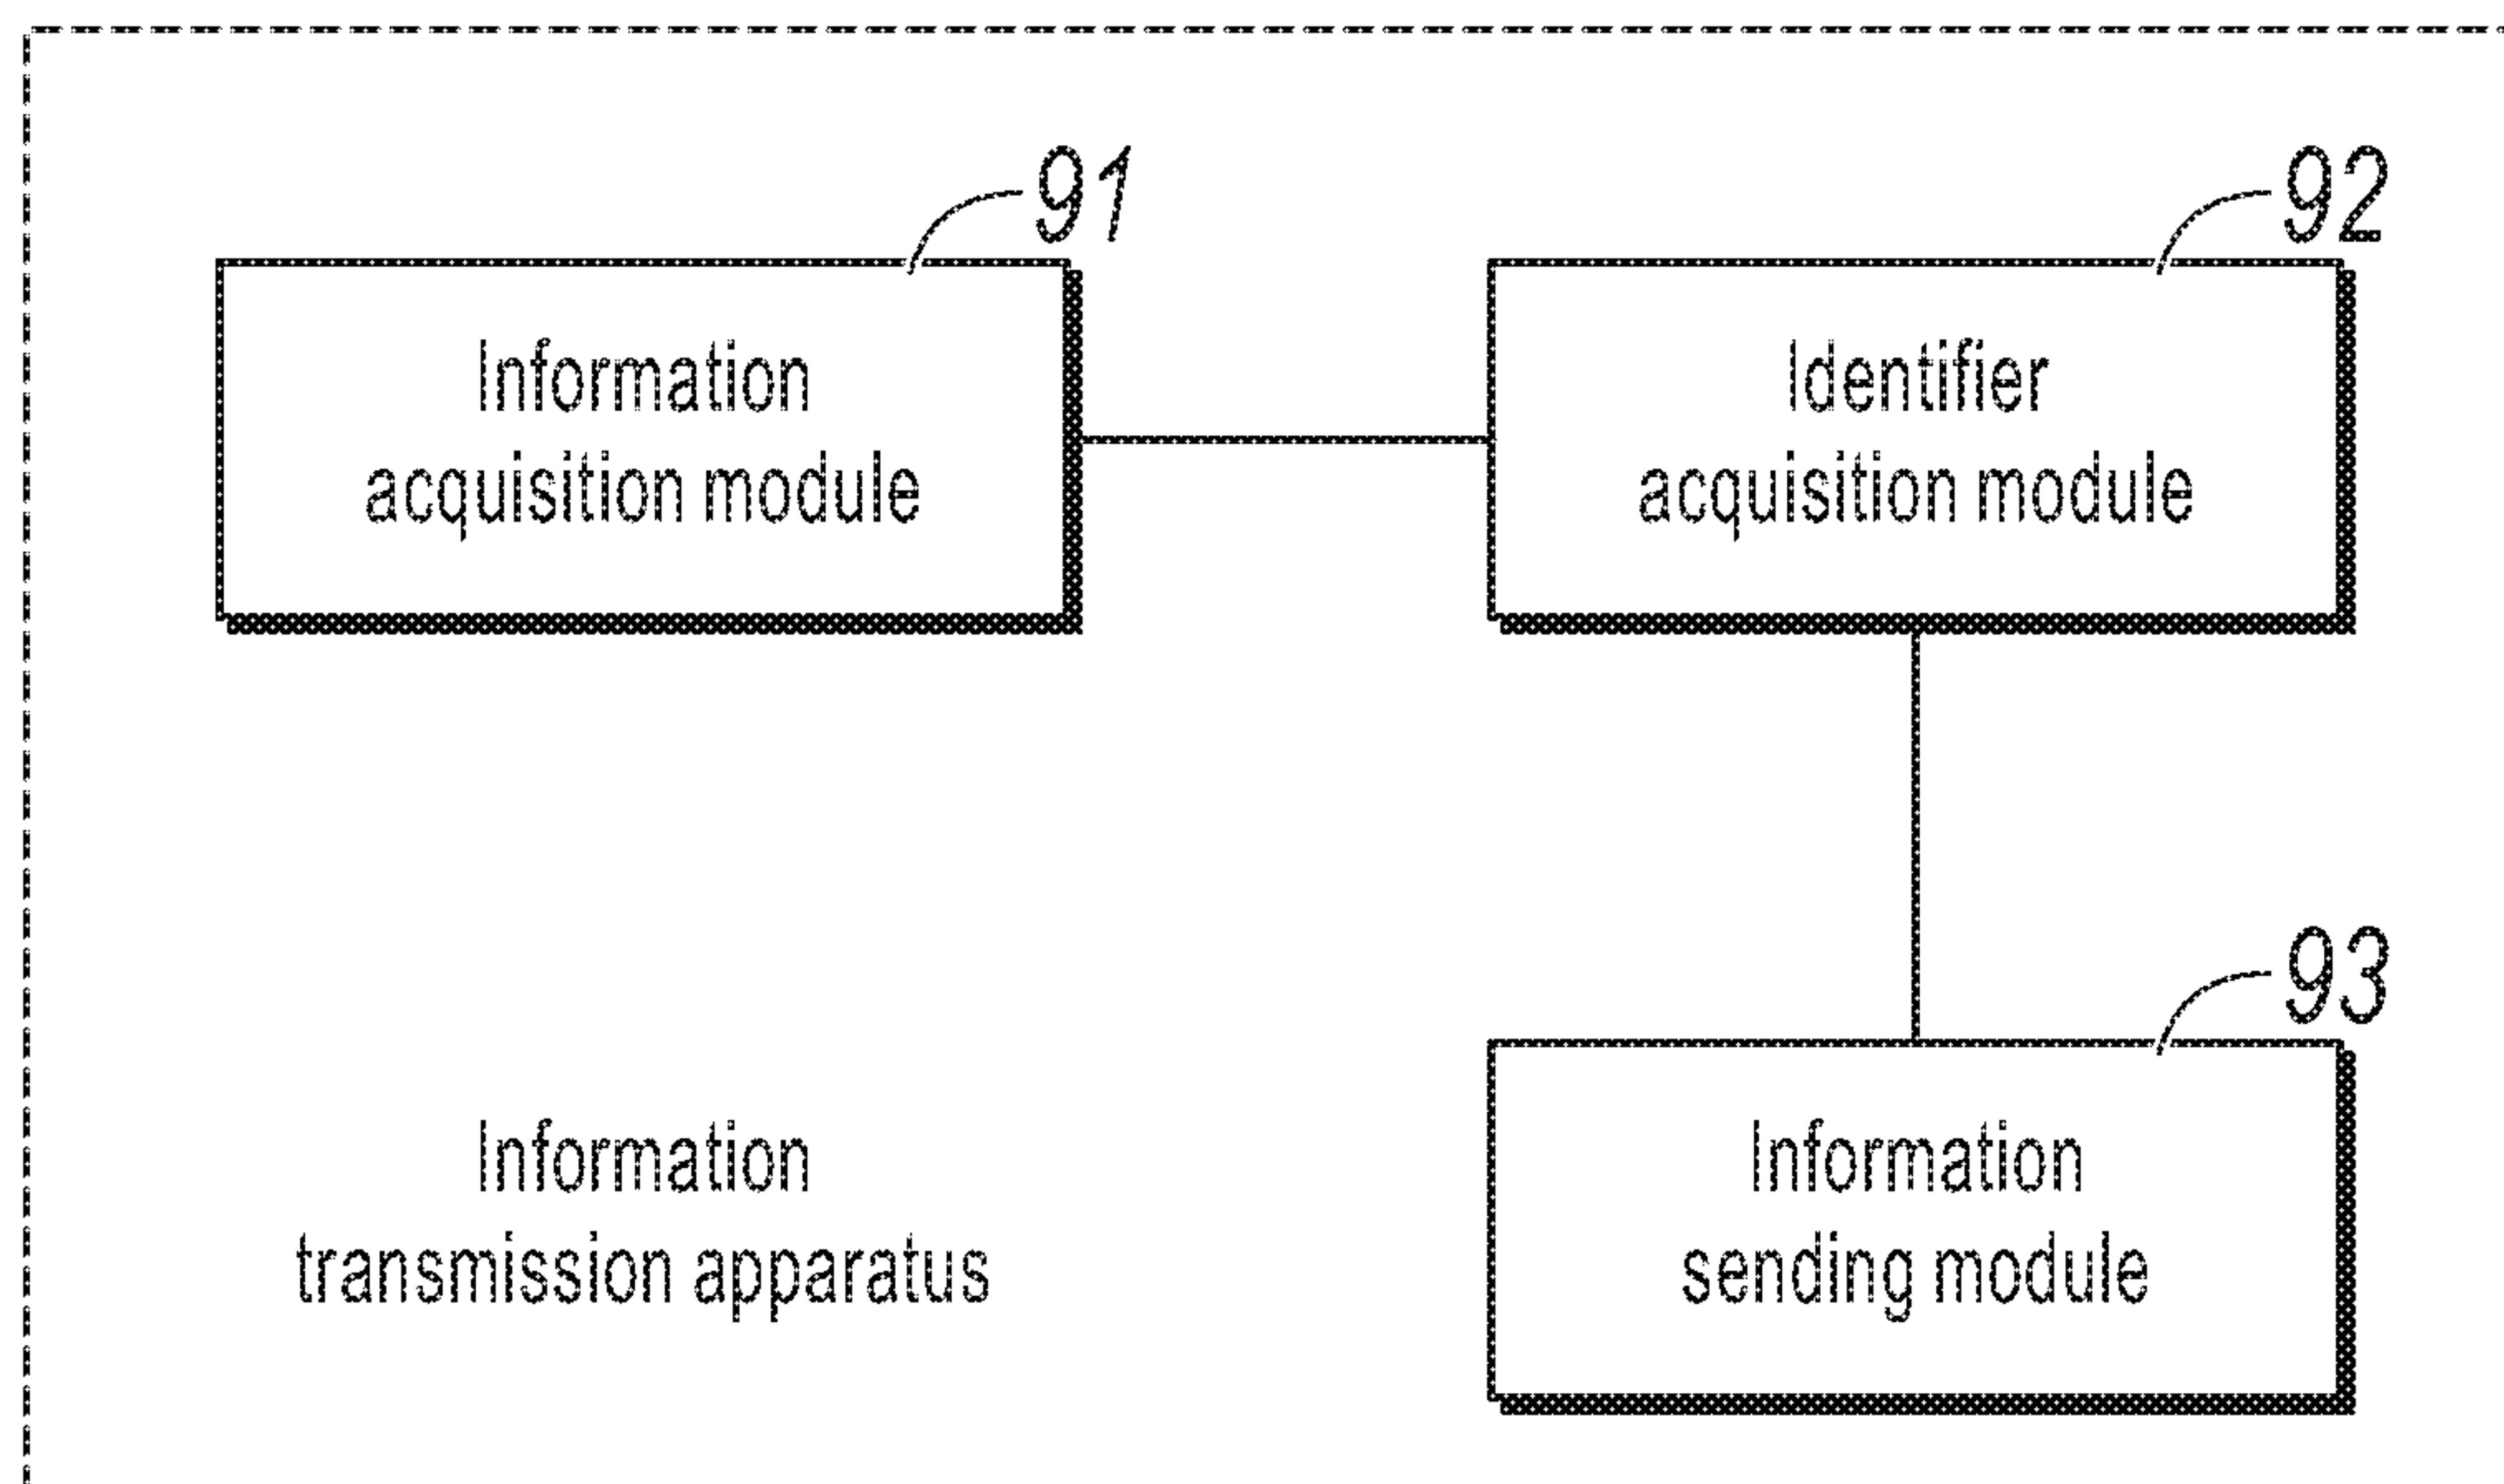 91
Information
acquisition module
92
Identifier
acquisition module
93
Information
sending module
Information
transmission apparatus